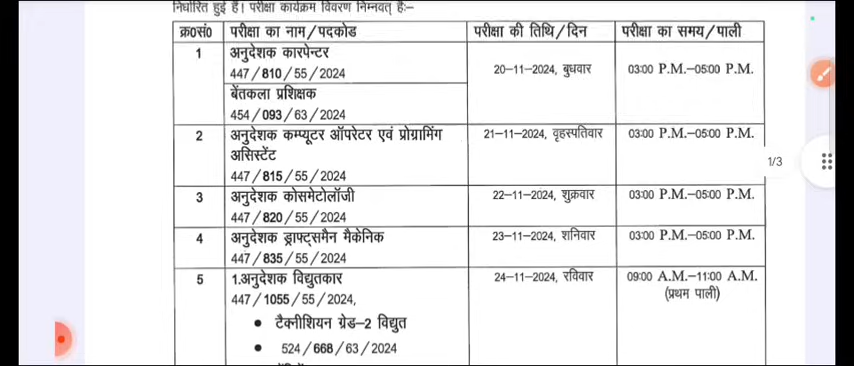 निर्धारित हुई है। परीक्षा कार्यक्रम विवरण निम्नवत् है:–
क्र०सं० परीक्षा का नाम/पदकोड परीक्षा की तिथि/दिन परीक्षा का समय/पाली
1 अनुदेशक कारपेन्टर
447/810/55/2024 20-11-2024, बुधवार 03:00 P.M.-05:00 P.M.
बेंतकला प्रशिक्षक
454/093/63/2024
2 अनुदेशक कम्प्यूटर ऑपरेटर एवं प्रोग्रामिंग 21-11-2024, वृहस्पतिवार 03:00 P.M.-05:00 P.M.
असिस्टेंट
447/815/55/2024
1/3
3 अनुदेशक कोसमेटोलॉजी 22-11-2024, शुक्रवार 03:00 P.M.-05:00 P.M.
447/820/55/2024
4 अनुदेशक ड्राफ्ट्समैन मैकेनिक 23-11-2024, शनिवार 03:00 P.M.-05:00 P.M.
447/835/55/2024
5 1.अनुदेशक विद्युतकार 24-11-2024, रविवार 09:00 A.M.-11:00 A.M.
447/1055/55/2024, (प्रथम पाली)
• टैक्नीशियन ग्रेड-2 विद्युत
• 524/668/63/2024